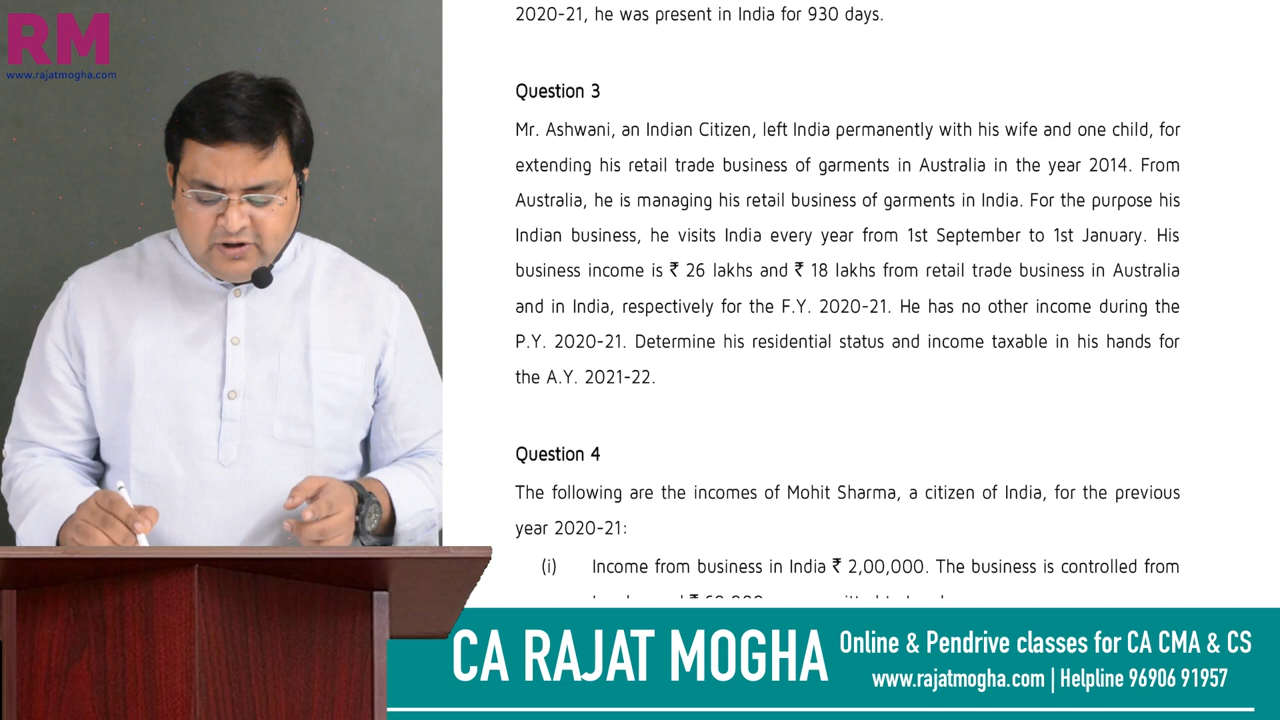 RM
www.rajatmogha.com
2020-21, he was present in India for 930 days.
Question 3
Mr. Ashwani, an Indian Citizen, left India permanently with his wife and one child, for
extending his retail trade business of garments in Australia in the year 2014. From
Australia, he is managing his retail business of garments in India. For the purpose his
Indian business, he visits India every year from 1st September to 1st January. His
business income is ₹ 26 lakhs and ₹ 18 lakhs from retail trade business in Australia
and in India, respectively for the F.Y. 2020-21. He has no other income during the
P.Y. 2020-21. Determine his residential status and income taxable in his hands for
the A.Y. 2021-22.
Question 4
The following are the incomes of Mohit Sharma, a citizen of India, for the previous
year 2020-21:
(i) Income from business in India ₹ 2,00,000. The business is controlled from
CA RAJAT MOGHA
Online & Pendrive classes for CA CMA & CS
www.rajatmogha.com | Helpline 96906 91957